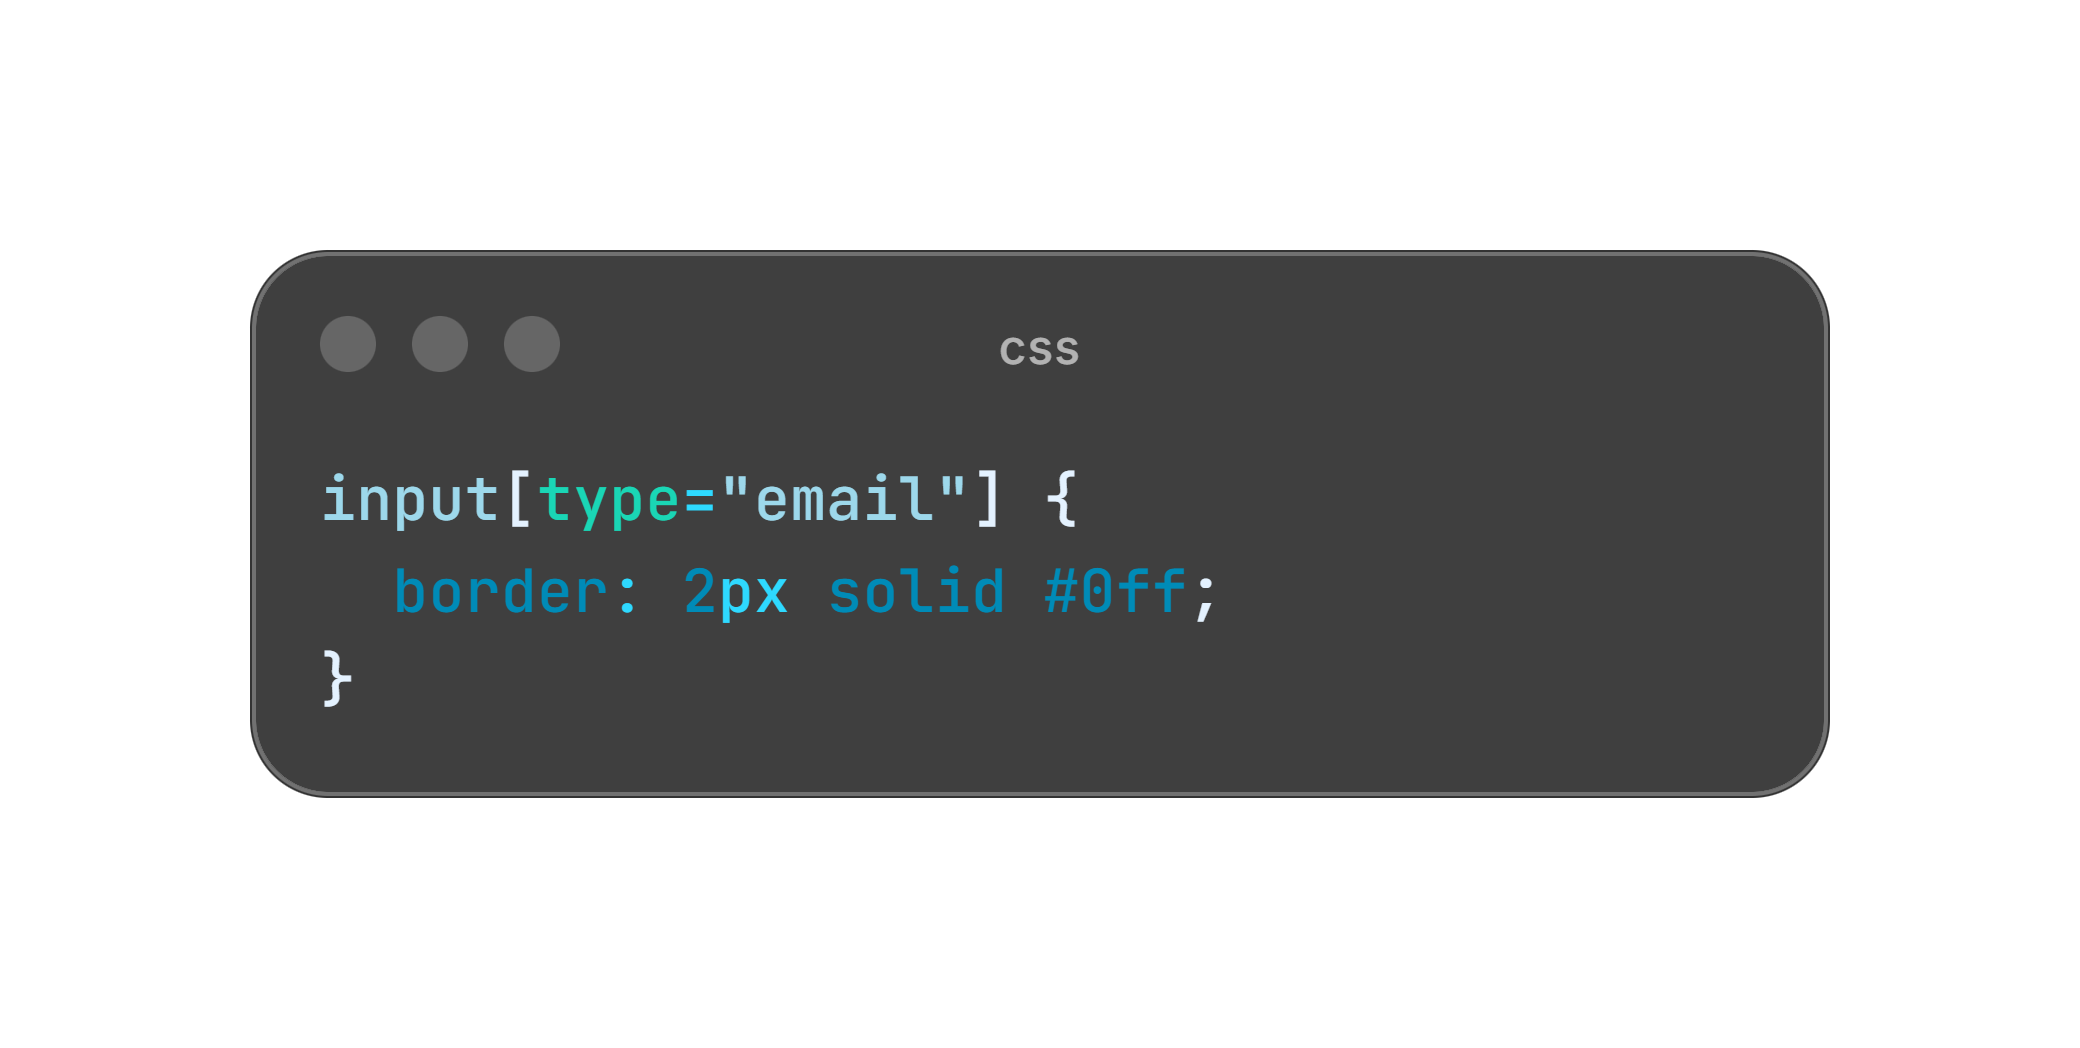 css
input[type="email"] {
  border: 2px solid #0ff;
}